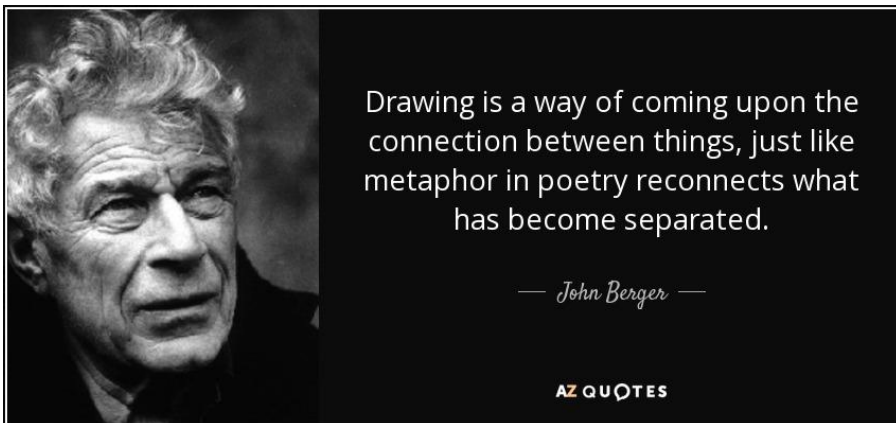 Drawing is a way of coming upon the
connection between things, just like
metaphor in poetry reconnects what
has become separated.
— John Berger —
AZ QUOTES